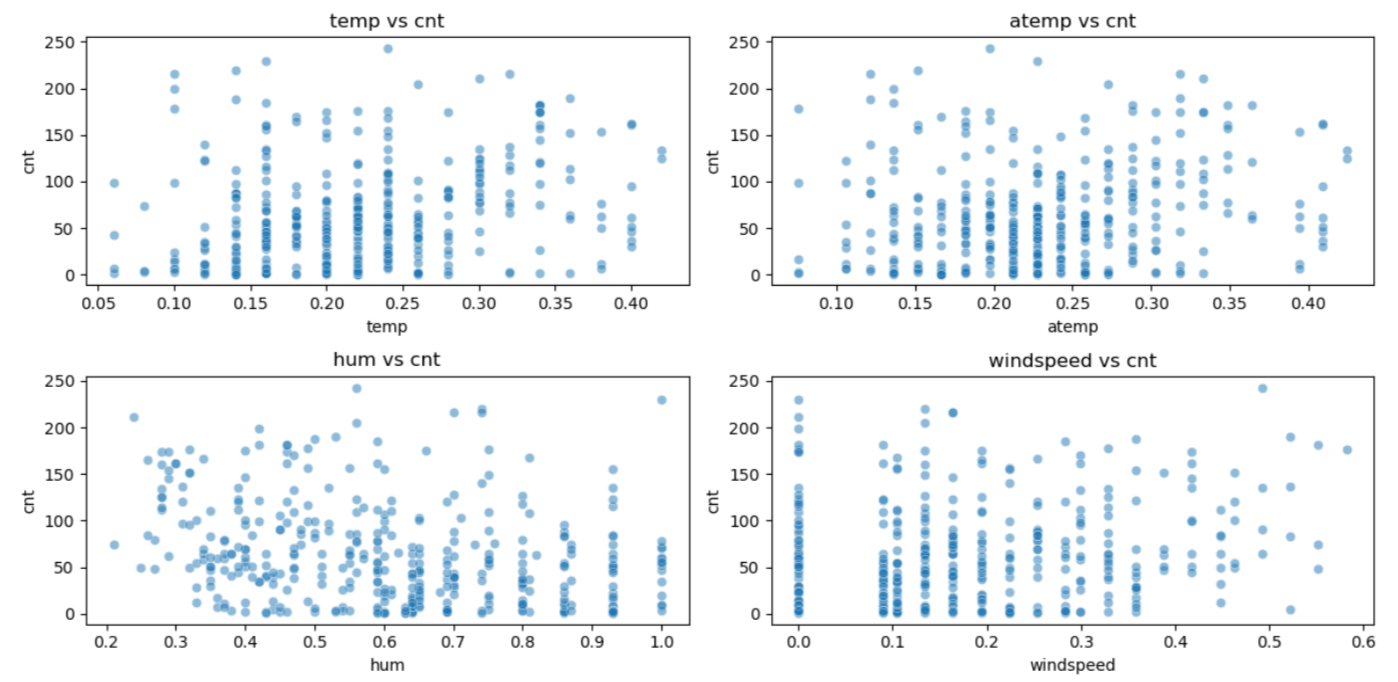 temp vs cnt
250
200
150
100
50
0
cnt
0.05 0.10 0.15 0.20 0.25 0.30 0.35 0.40
temp
atemp vs cnt
250
200
150
100
50
0
cnt
0.10 0.15 0.20 0.25 0.30 0.35 0.40
atemp
hum vs cnt
250
200
150
100
50
0
cnt
0.2 0.3 0.4 0.5 0.6 0.7 0.8 0.9 1.0
hum
windspeed vs cnt
250
200
150
100
50
0
cnt
0.0 0.1 0.2 0.3 0.4 0.5 0.6
windspeed